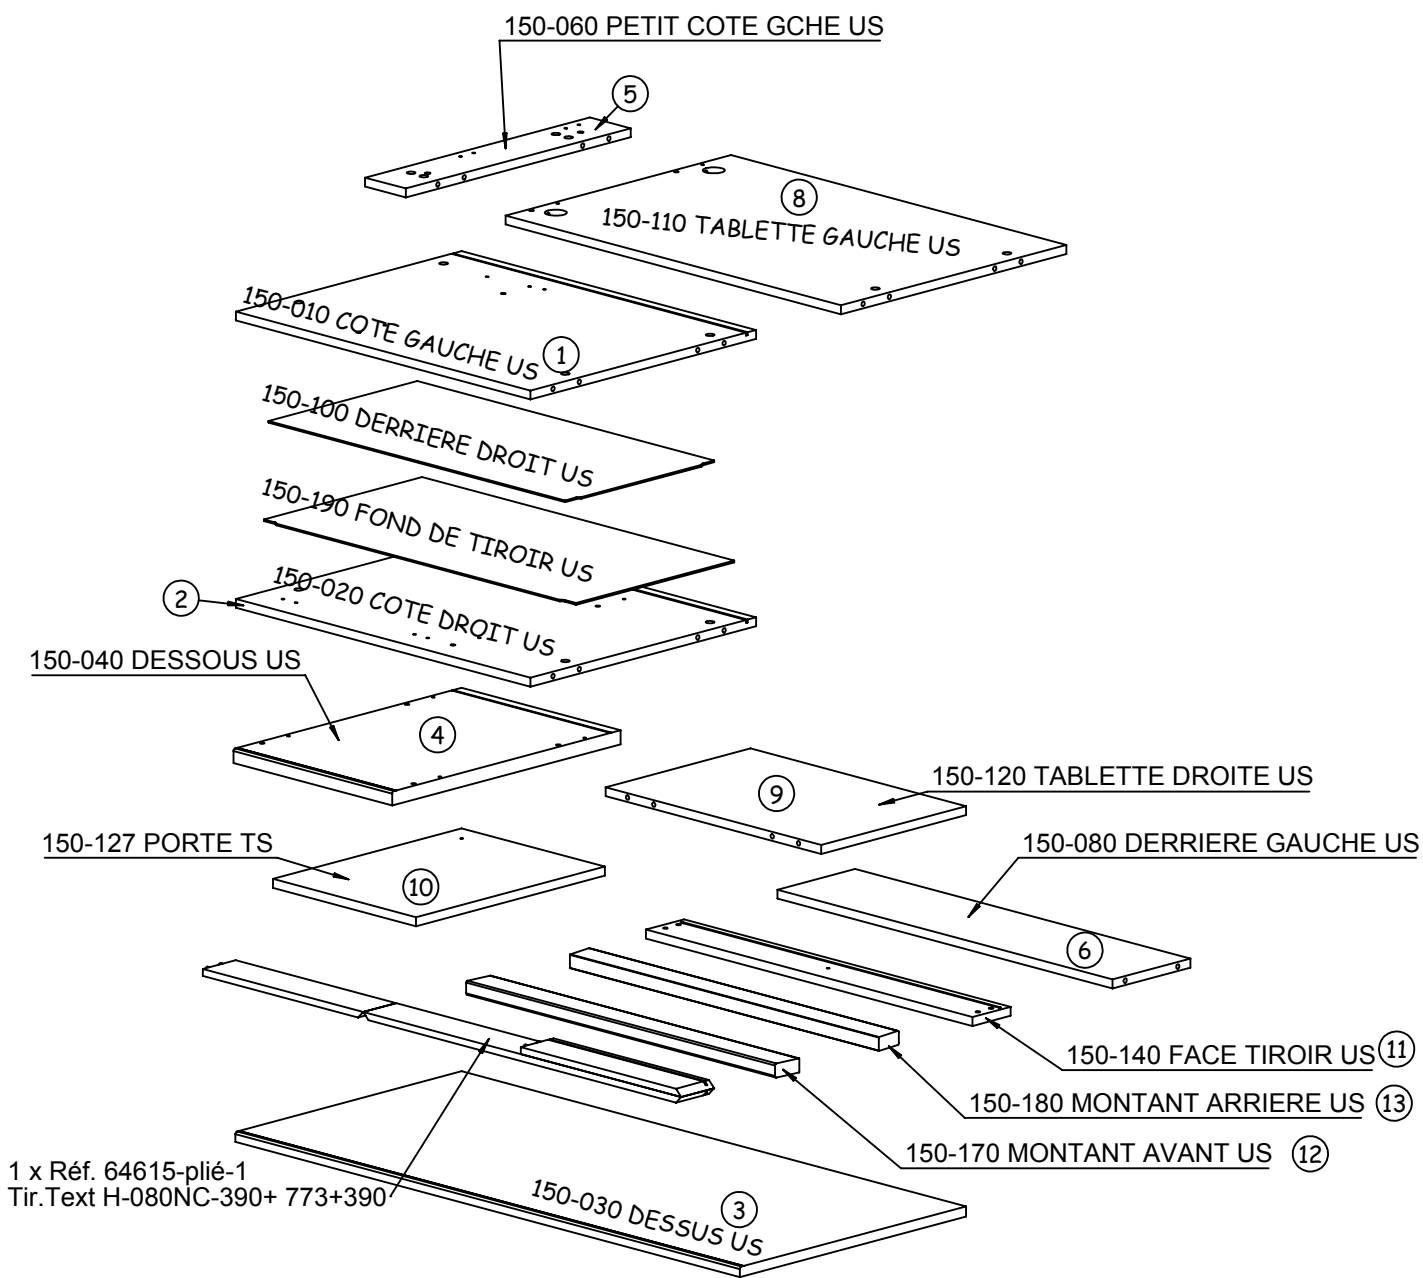 150-060 PETIT COTE GCHE US
5
8
150-110 TABLETTE GAUCHE US
150-010 COTE GAUCHE US
1
150-100 DERRIERE DROIT US
150-190 FOND DE TIROIR US
2
150-020 COTE DROIT US
150-040 DESSOUS US
4
9
150-120 TABLETTE DROITE US
150-127 PORTE TS
10
150-080 DERRIERE GAUCHE US
6
150-140 FACE TIROIR US
11
150-180 MONTANT ARRIERE US
13
150-170 MONTANT AVANT US
12
1 x Réf. 64615-plié-1
Tir.Text H-080NC-390+ 773+390
150-030 DESSUS US
3